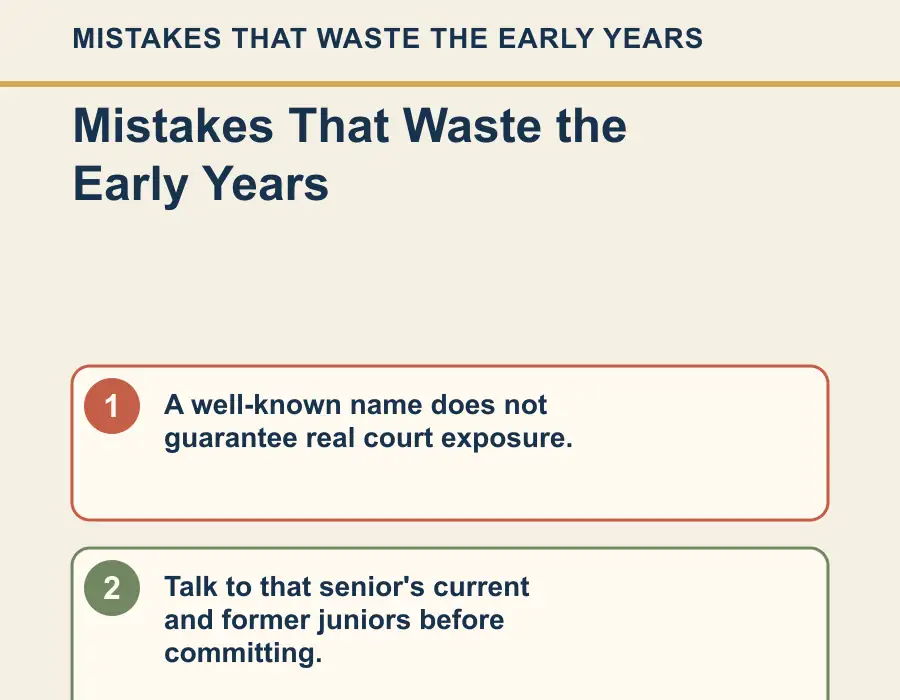 MISTAKES THAT WASTE THE EARLY YEARS
Mistakes That Waste the
Early Years
1
A well-known name does not
guarantee real court exposure.
2
Talk to that senior's current
and former juniors before
committing.